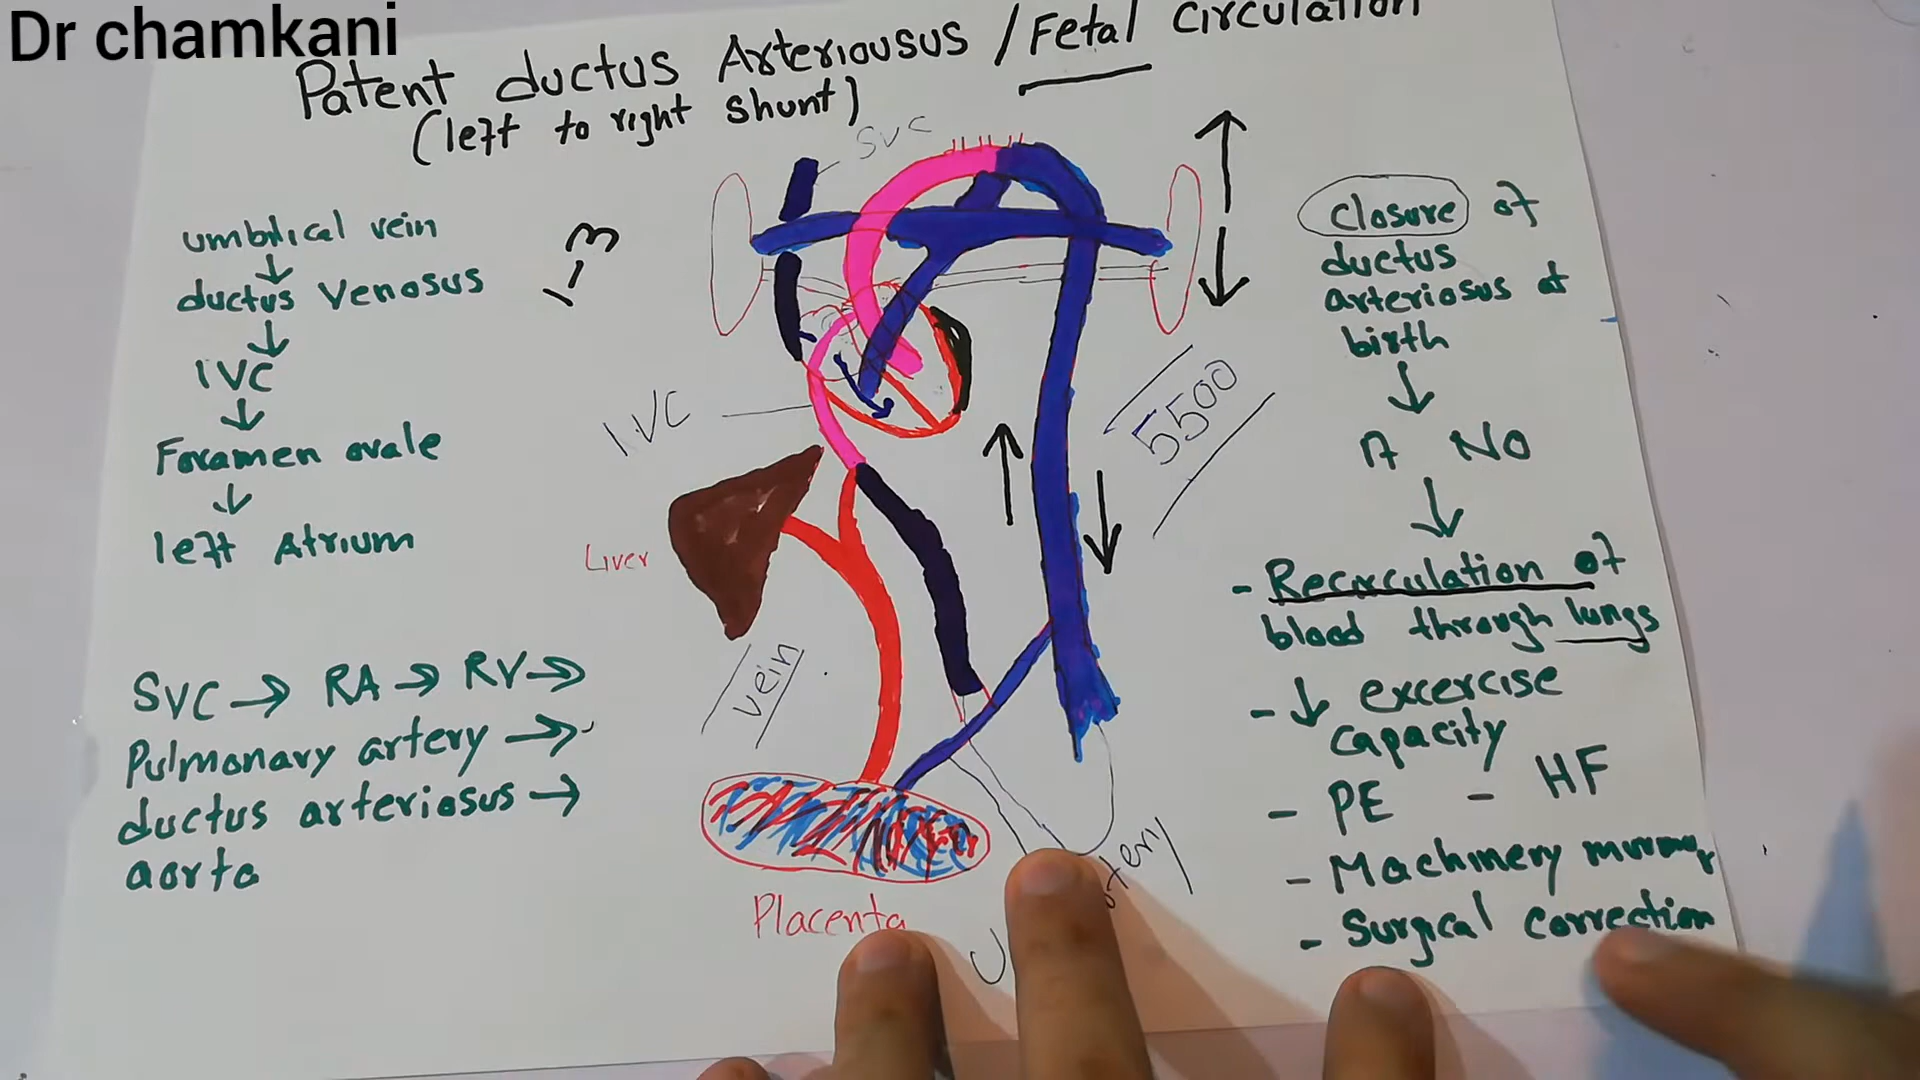 Dr chamkani
Patent ductus Arteriousus / Fetal Circulation
(left to right shunt)
SVC
umbilical vein
↓
ductus Venosus
↓
IVC
↓
Foramen ovale
↓
left Atrium
SVC → RA → RV →
Pulmonary artery →
ductus arteriosus →
aorta
1-3
IVC
Liver
vein
Placenta
5500
closure of
ductus
arteriosus at
birth
↓
NO
↓
- Recirculation of
blood through lungs
- ↓ excercise
capacity
- PE - HF
- Machinery murmur
- Surgical correction